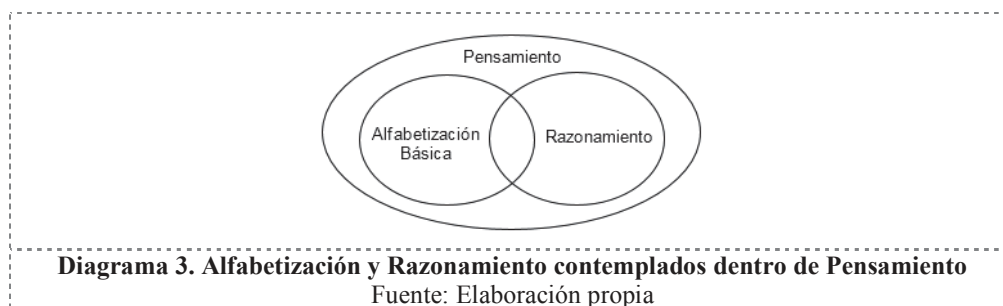 Pensamiento
Alfabetización
Básica
Razonamiento
Diagrama 3. Alfabetización y Razonamiento contemplados dentro de Pensamiento
Fuente: Elaboración propia